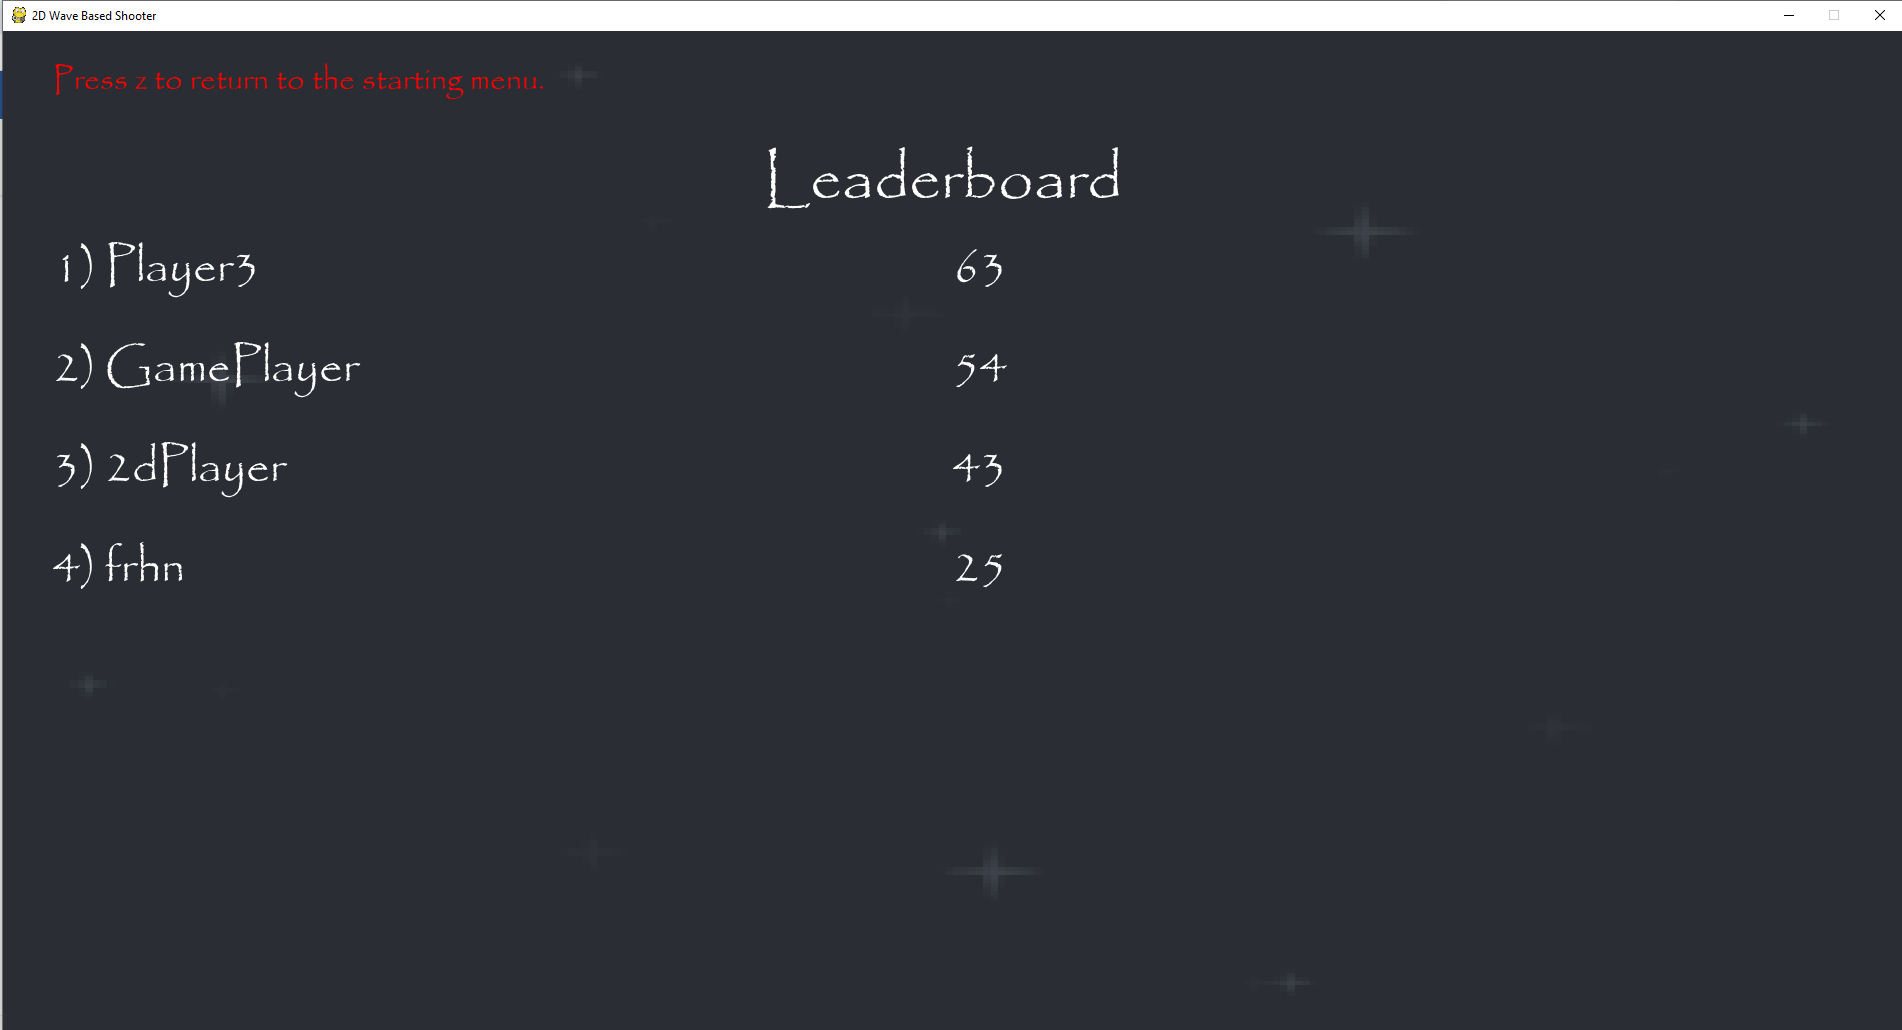 2D Wave Based Shooter
Press z to return to the starting menu.
Leaderboard
1) Player3 63
2) GamePlayer 54
3) 2dPlayer 43
4) frhn 25